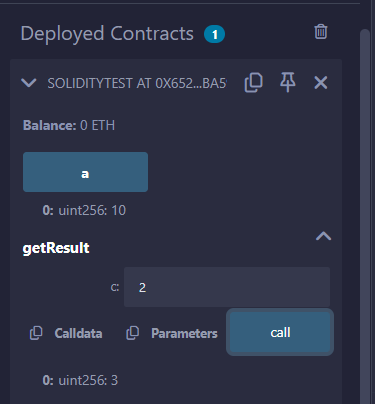 Deployed Contracts 1
SOLIDITYTEST AT 0X652...BA5
Balance: 0 ETH
a
0: uint256: 10
getResult
c: 2
Calldata Parameters call
0: uint256: 3